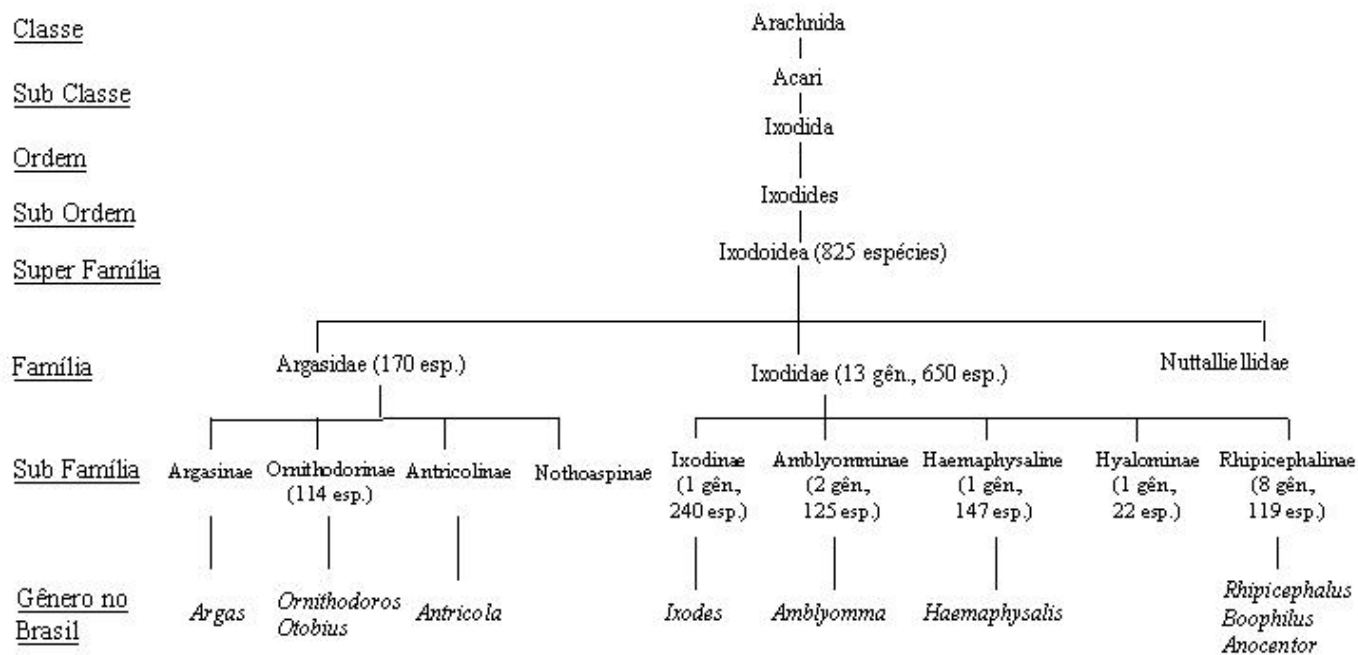 Classe
Arachnida
Sub Classe
Acari
Ordem
Ixodida
Sub Ordem
Ixodides
Super Família
Ixodoidea (825 espécies)
Família
Argasidae (170 esp.)
Ixodidae (13 gên., 650 esp.)
Nuttalliellidae
Sub Família
Argasinae
Ornithodorinae
(114 esp.)
Antricolinae
Nothoaspinae
Ixodinae
(1 gên,
240 esp.)
Amblyomminae
(2 gên,
125 esp.)
Haemaphysaline
(1 gên,
147 esp.)
Hyalominae
(1 gên,
22 esp.)
Rhipicephalinae
(8 gên,
119 esp.)
Gênero no
Brasil
Argas
Ornithodoros
Otobius
Antricola
Ixodes
Amblyomma
Haemaphysalis
Rhipicephalus
Boophilus
Anocentor